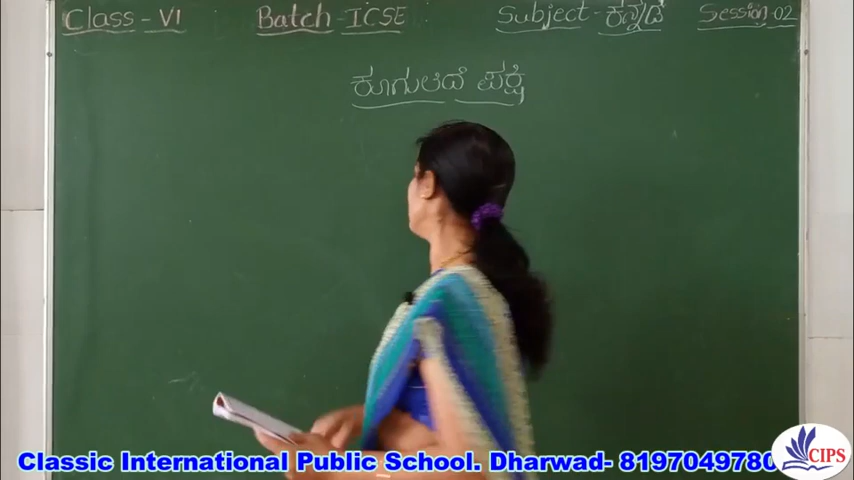 Class - VI Batch - ICSE Subject - ಕನ್ನಡ Session - 02
ಕೂಗುಲಿದೆ ಪಕ್ಷಿ
Classic International Public School. Dharwad- 8197049780
CIPS